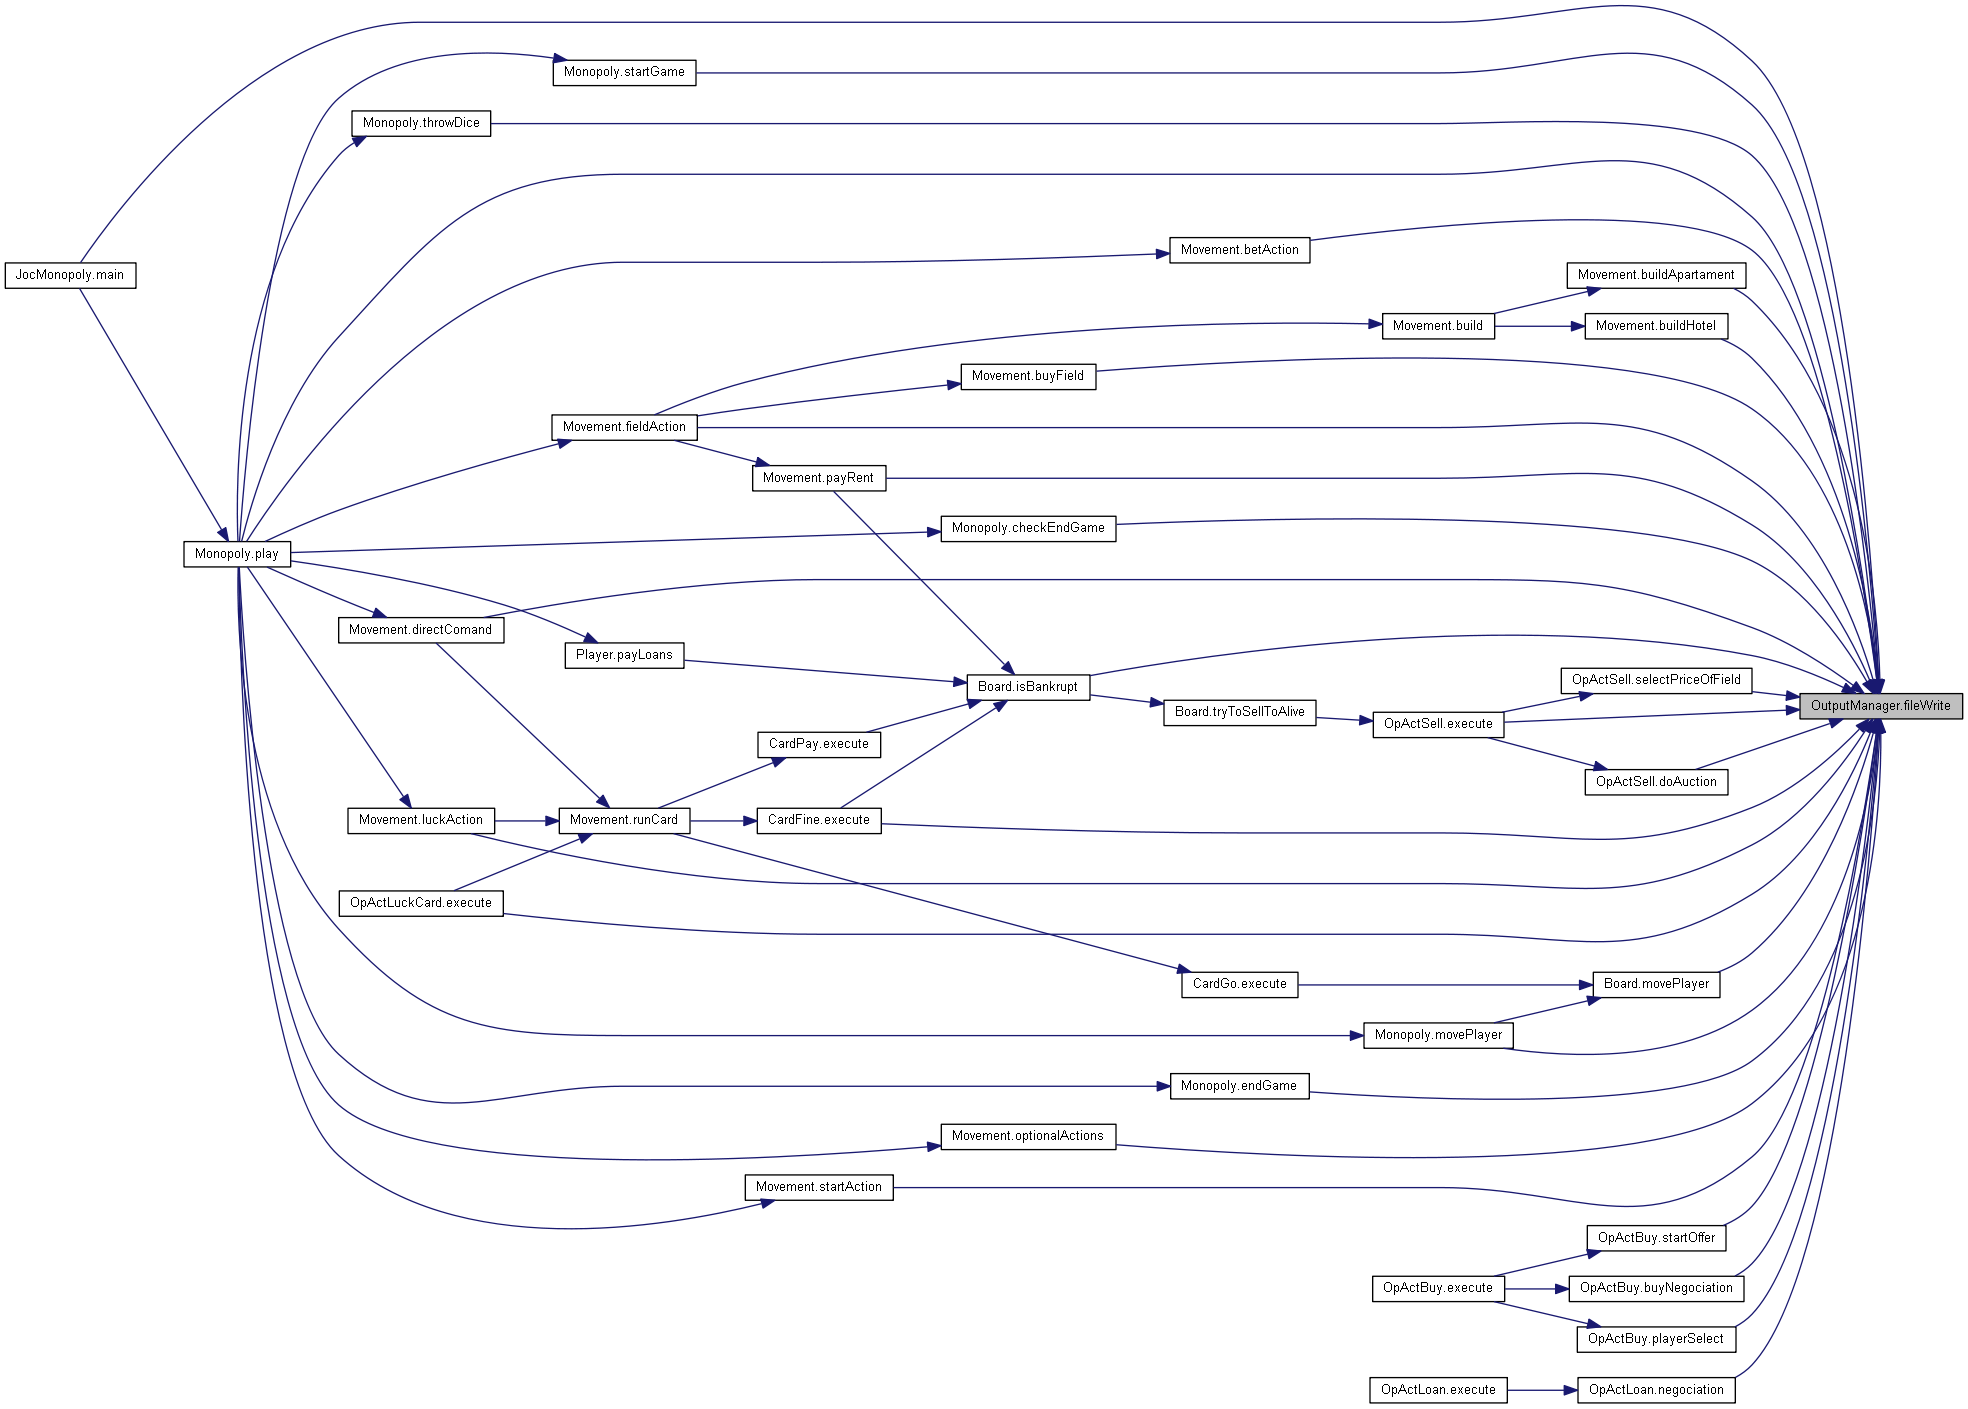 Monopoly.startGame
Monopoly.throwDice
Movement.betAction
JocMonopoly.main
Movement.buildApartament
Movement.build
Movement.buildHotel
Movement.buyField
Movement.fieldAction
Movement.payRent
Monopoly.checkEndGame
Monopoly.play
Movement.directComand
Player.payLoans
Board.isBankrupt
OpActSell.selectPriceOfField
OutputManager.fileWrite
Board.tryToSellToAlive
OpActSell.execute
CardPay.execute
OpActSell.doAuction
Movement.luckAction
Movement.runCard
CardFine.execute
OpActLuckCard.execute
CardGo.execute
Board.movePlayer
Monopoly.movePlayer
Monopoly.endGame
Movement.optionalActions
Movement.startAction
OpActBuy.startOffer
OpActBuy.execute
OpActBuy.buyNegociation
OpActBuy.playerSelect
OpActLoan.execute
OpActLoan.negociation